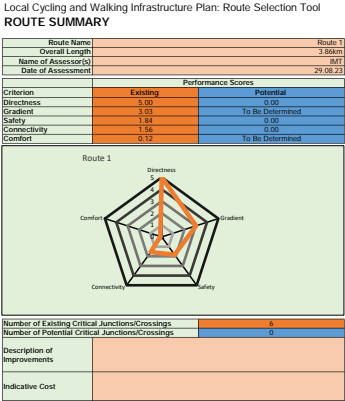 Local Cycling and Walking Infrastructure Plan: Route Selection Tool
ROUTE SUMMARY
Route Name Route 1
Overall Length 3.86km
Name of Assessor(s) IMT
Date of Assessment 29.08.23
Performance Scores
Criterion Existing Potential
Directness 5.00 0.00
Gradient 3.03 To Be Determined
Safety 1.84 0.00
Connectivity 1.56 0.00
Comfort 0.12 To Be Determined
Route 1
Directness
5
4
3
2
1
0
Comfort Gradient
Connectivity Safety
Number of Existing Critical Junctions/Crossings 6
Number of Potential Critical Junctions/Crossings 0
Description of
Improvements
Indicative Cost